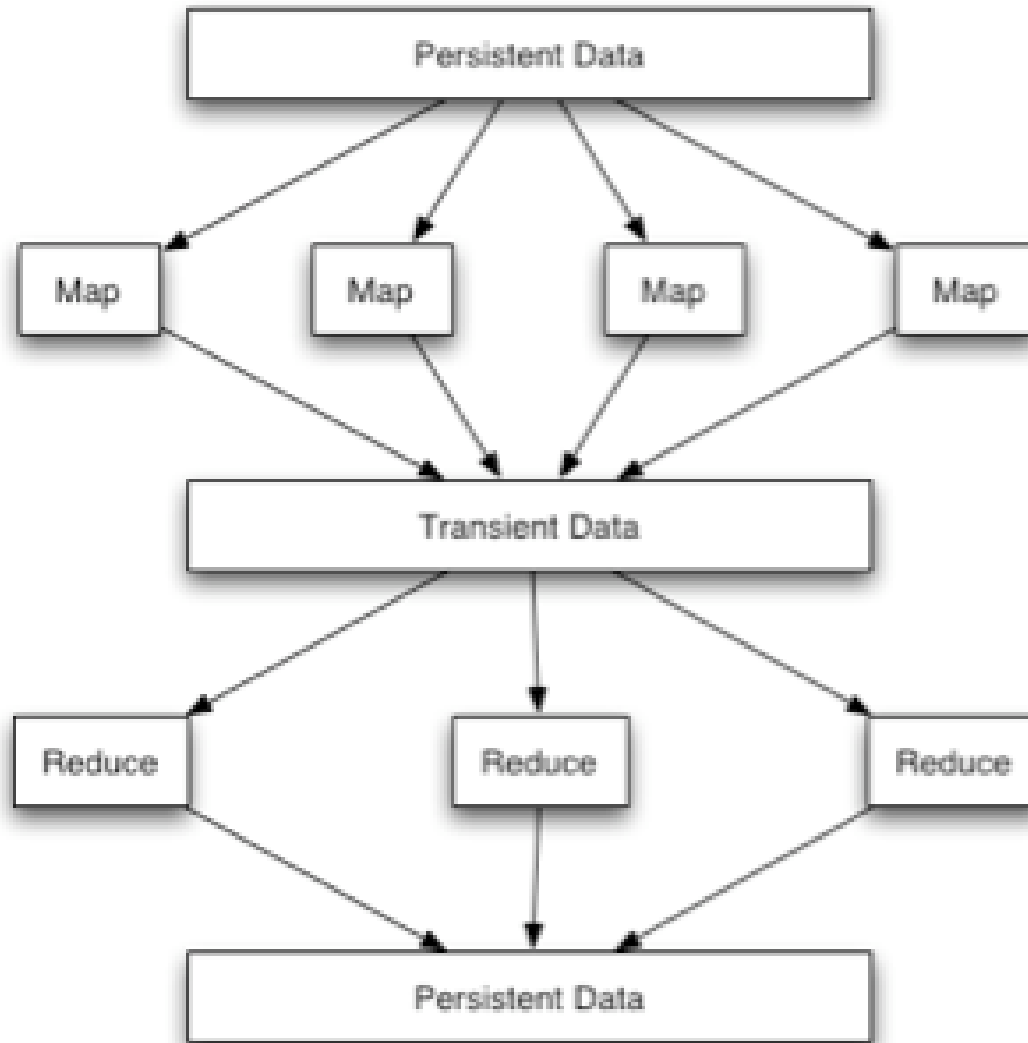 Persistent Data
Map Map Map Map
Transient Data
Reduce Reduce Reduce
Persistent Data